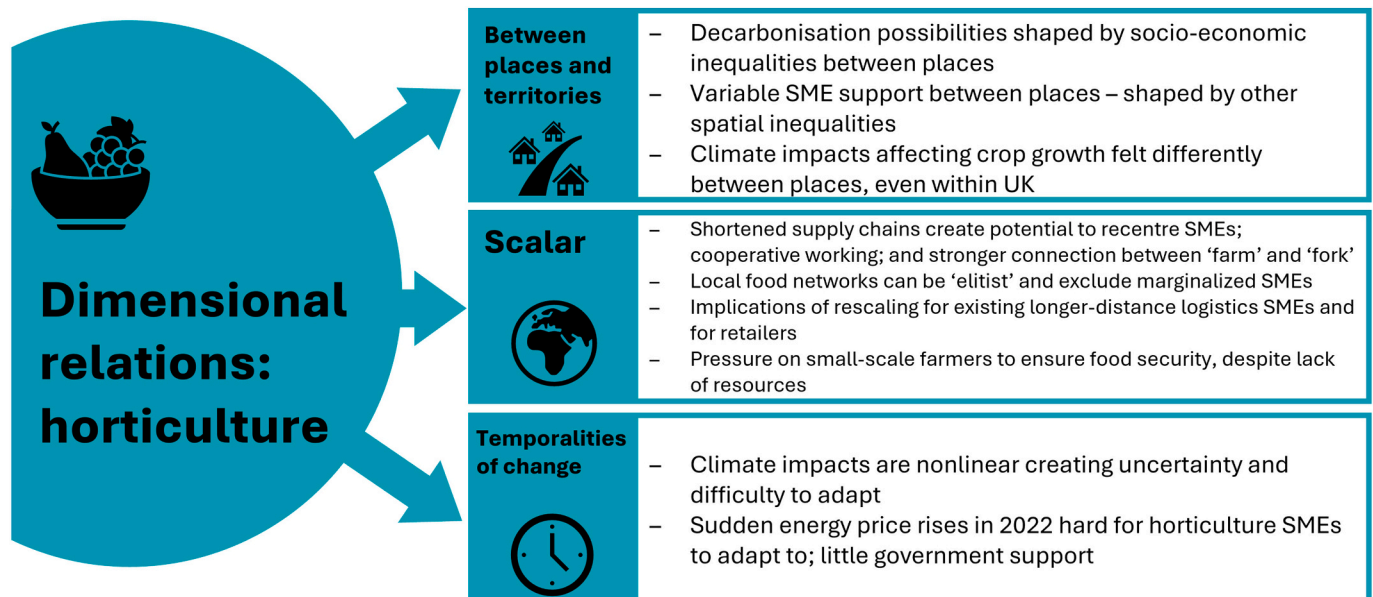 Dimensional
relations:
horticulture
Between
places and
territories
– Decarbonisation possibilities shaped by socio-economic
inequalities between places
– Variable SME support between places – shaped by other
spatial inequalities
– Climate impacts affecting crop growth felt differently
between places, even within UK
Scalar
– Shortened supply chains create potential to recentre SMEs;
cooperative working; and stronger connection between ‘farm’ and ‘fork’
– Local food networks can be ‘elitist’ and exclude marginalized SMEs
– Implications of rescaling for existing longer-distance logistics SMEs and
for retailers
– Pressure on small-scale farmers to ensure food security, despite lack
of resources
Temporalities
of change
– Climate impacts are nonlinear creating uncertainty and
difficulty to adapt
– Sudden energy price rises in 2022 hard for horticulture SMEs
to adapt to; little government support